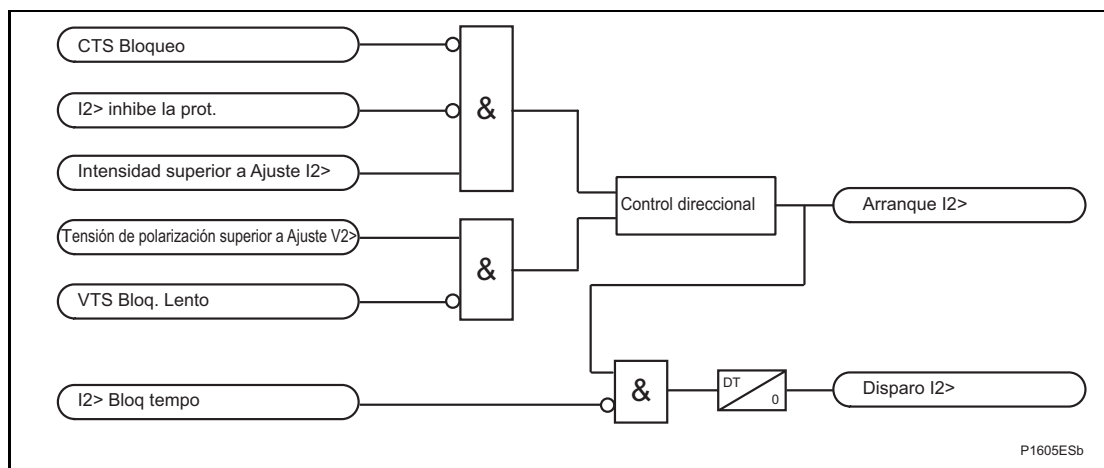 CTS Bloqueo
I2> inhibe la prot.
&
Intensidad superior a Ajuste I2>
Control direccional
Arranque I2>
Tensión de polarización superior a Ajuste V2>
&
VTS Bloq. Lento
I2> Bloq tempo
&
DT
0
Disparo I2>
P1605ESb